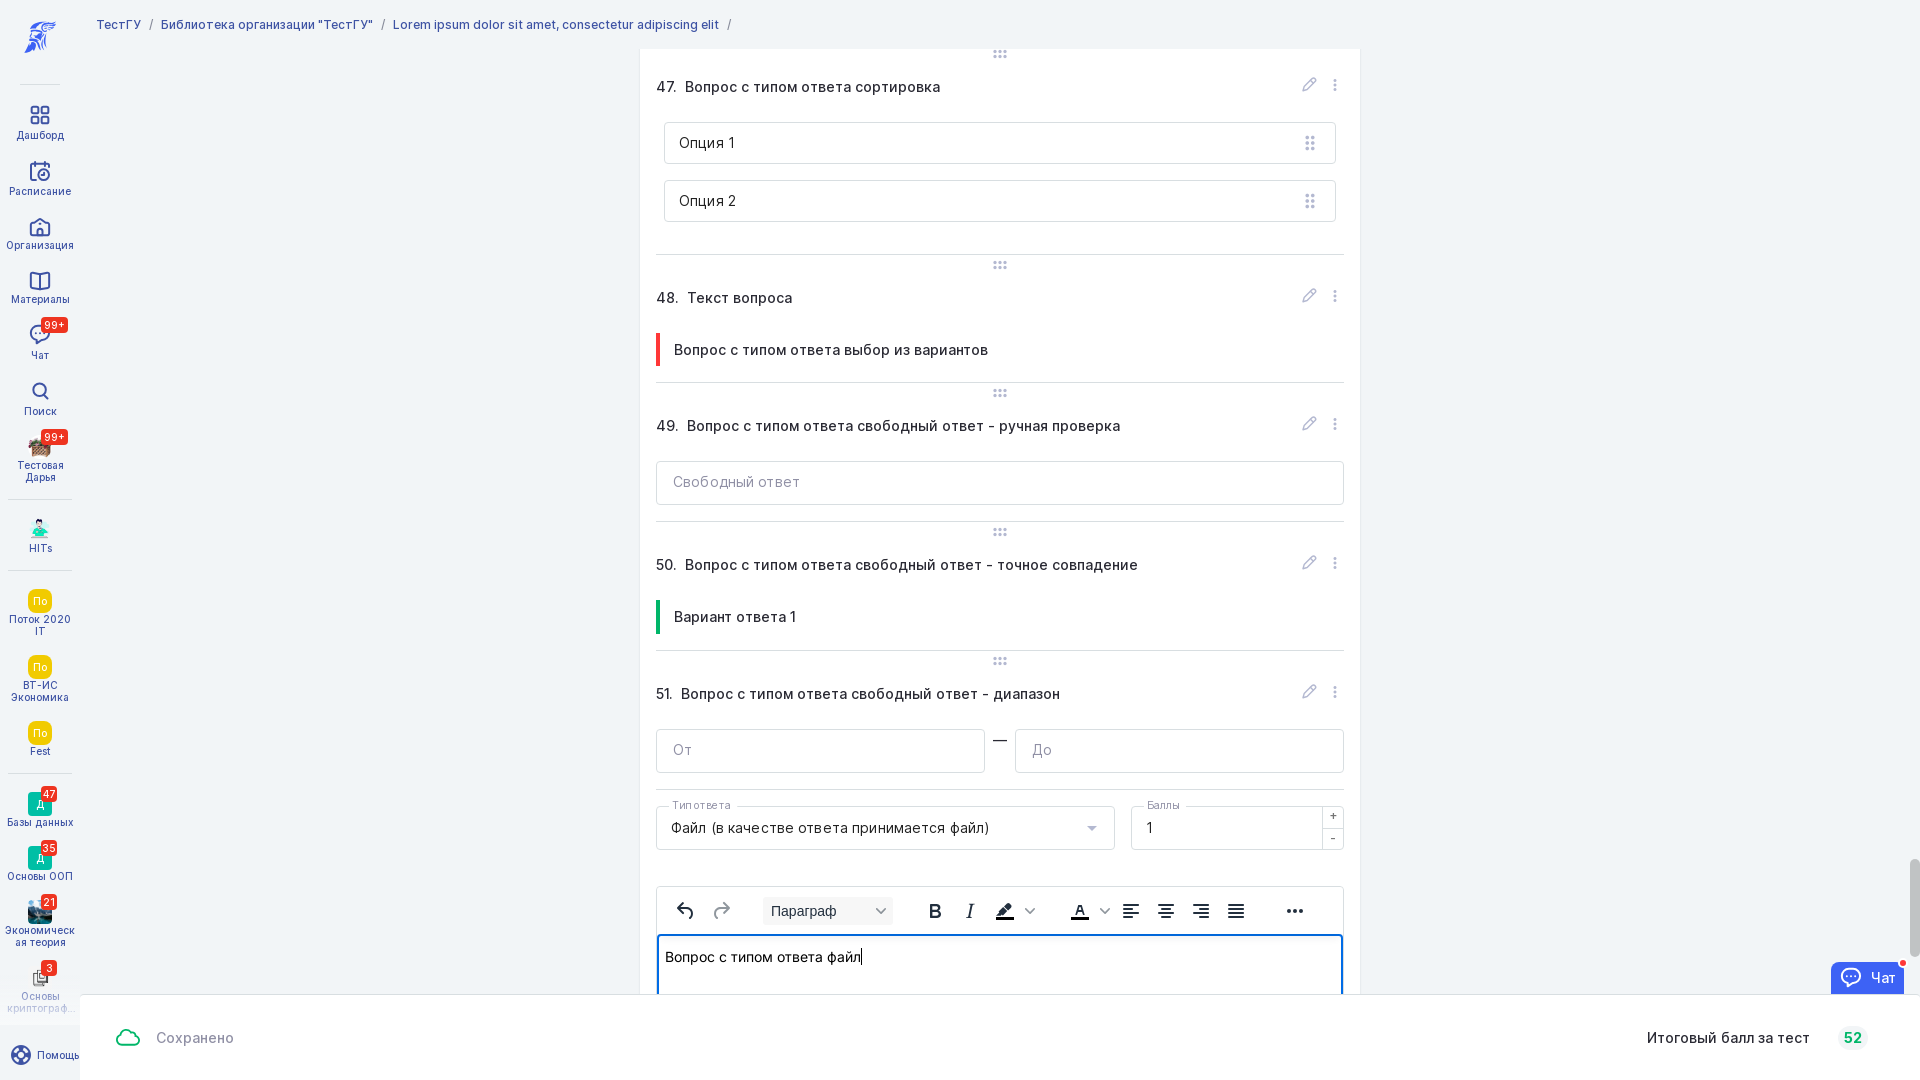 ТестГУ / Библиотека организации "ТестГУ" / Lorem ipsum dolor sit amet, consectetur adipiscing elit /
Дашборд
Расписание
Организация
Материалы
99+
Чат
Поиск
99+
Тестовая
Дарья
HITs
По
Поток 2020
IT
По
ВТ-ИС
Экономика
По
Fest
47
Д
Базы данных
35
Д
Основы ООП
21
Экономическ
ая теория
3
Основы
криптограф...
Помощь
47. Вопрос с типом ответа сортировка
Опция 1
Опция 2
48. Текст вопроса
Вопрос с типом ответа выбор из вариантов
49. Вопрос с типом ответа свободный ответ - ручная проверка
Свободный ответ
50. Вопрос с типом ответа свободный ответ - точное совпадение
Вариант ответа 1
51. Вопрос с типом ответа свободный ответ - диапазон
От — До
Тип ответа Баллы
Файл (в качестве ответа принимается файл) 1 + -
Параграф B I A
Вопрос с типом ответа файл
Чат
Сохранено
Итоговый балл за тест 52